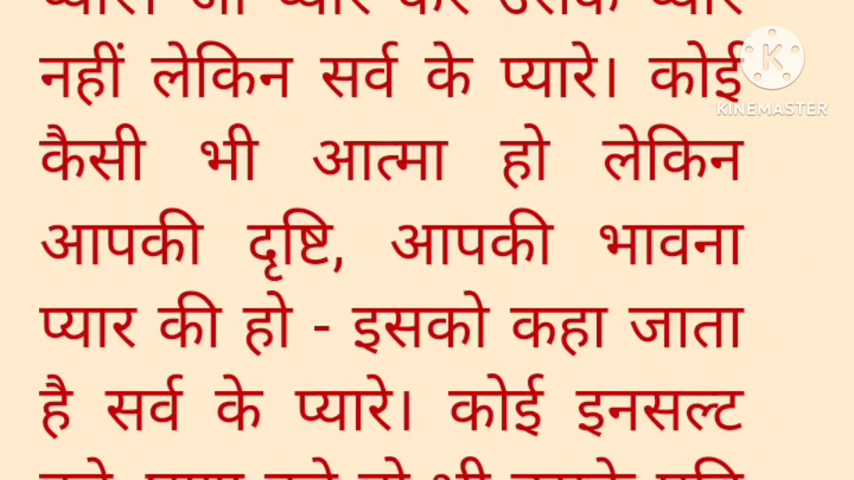 नहीं लेकिन सर्व के प्यारे। कोई
KINEMASTER
कैसी भी आत्मा हो लेकिन
आपकी दृष्टि, आपकी भावना
प्यार की हो - इसको कहा जाता
है सर्व के प्यारे। कोई इनसल्ट